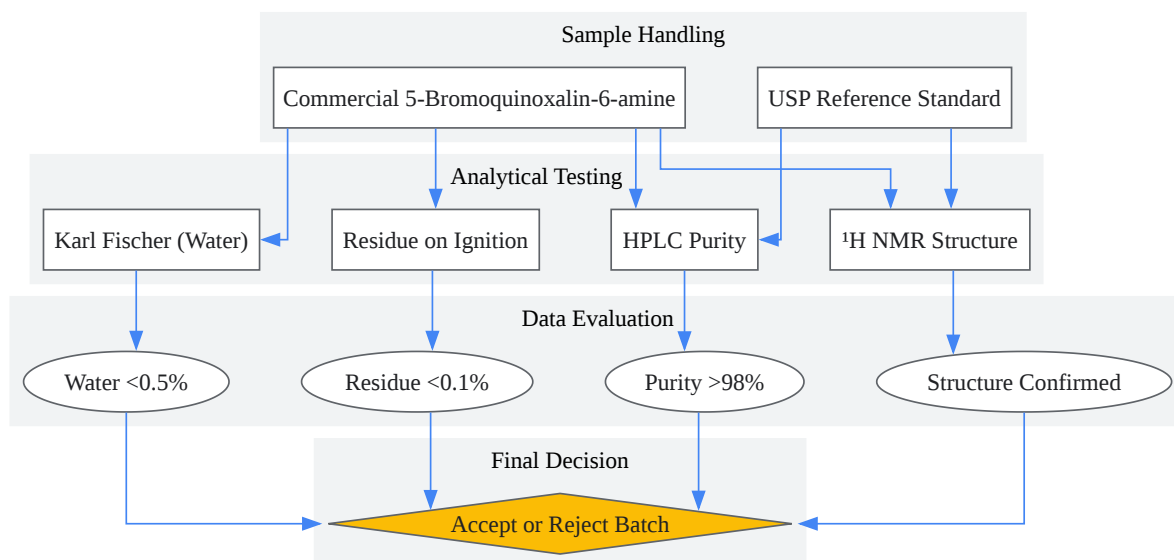 Sample Handling
Commercial 5-Bromoquinoxalin-6-amine
USP Reference Standard
Analytical Testing
Karl Fischer (Water)
Residue on Ignition
HPLC Purity
¹H NMR Structure
Data Evaluation
Water <0.5%
Residue <0.1%
Purity >98%
Structure Confirmed
Final Decision
Accept or Reject Batch